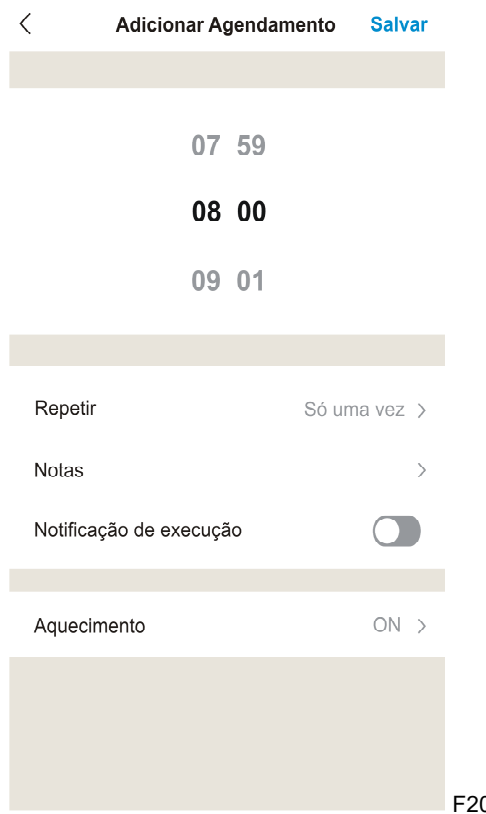 Adicionar Agendamento Salvar
07 59
08 00
09 01
Repetir Só uma vez
Notas
Notificação de execução
Aquecimento ON
F20